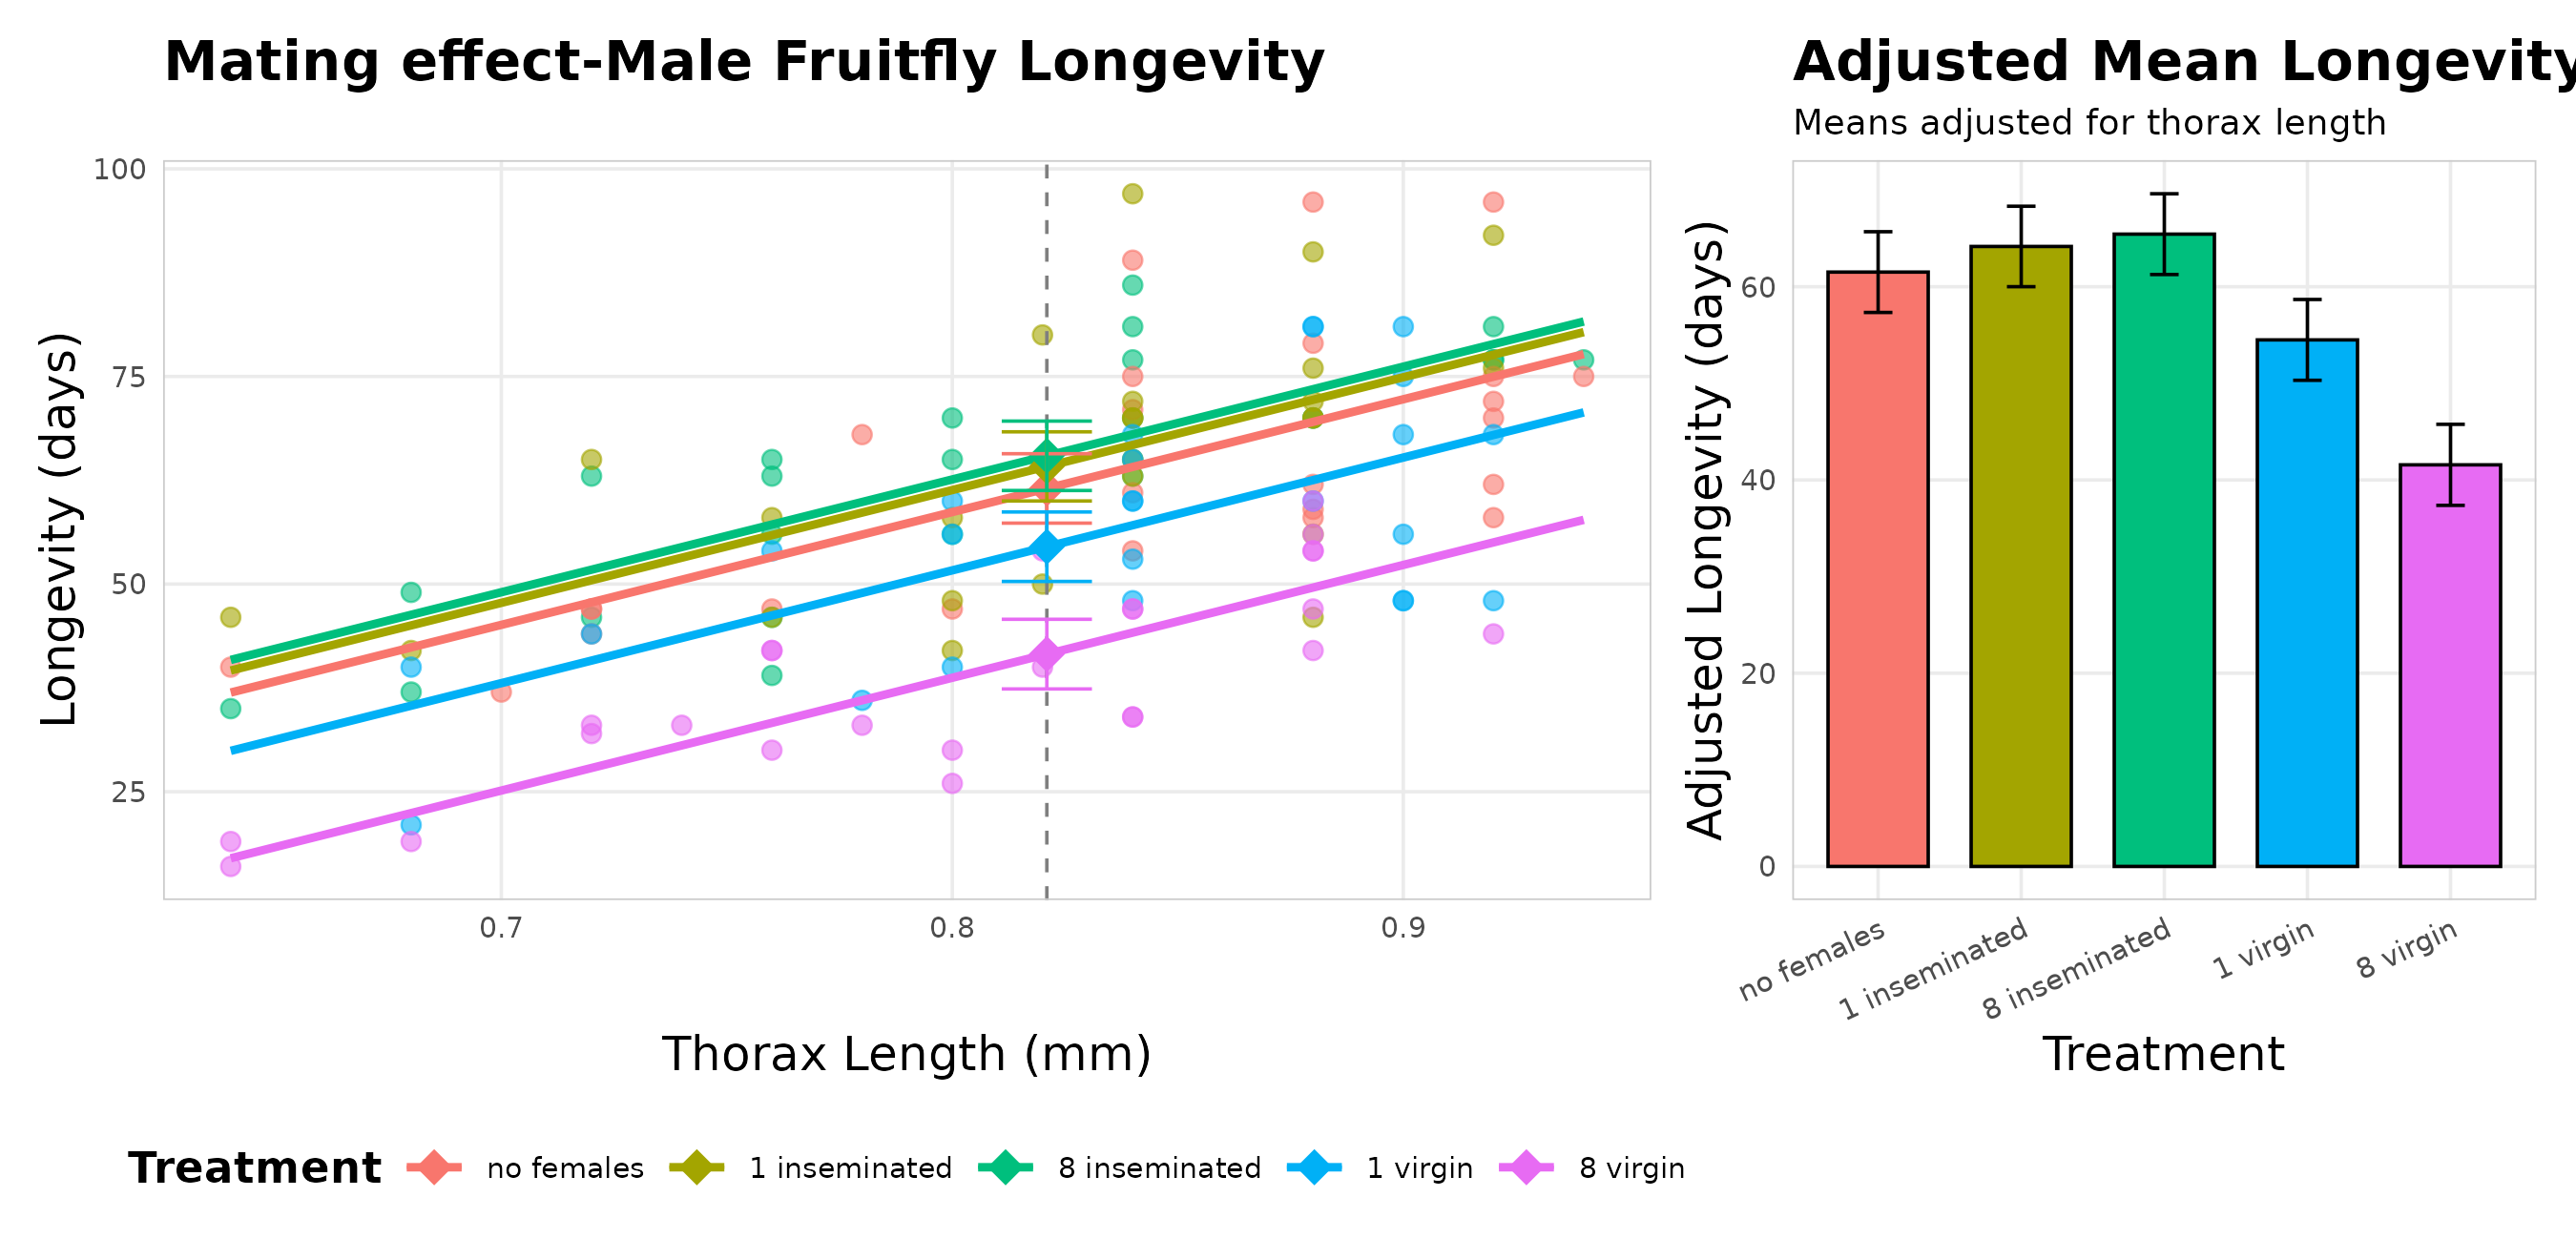 Mating effect-Male Fruitfly Longevity
Longevity (days)
100
75
50
25
0.7
0.8
0.9
Thorax Length (mm)
Adjusted Mean Longevity
Means adjusted for thorax length
Adjusted Longevity (days)
60
40
20
0
no females
1 inseminated
8 inseminated
1 virgin
8 virgin
Treatment
Treatment no females 1 inseminated 8 inseminated 1 virgin 8 virgin